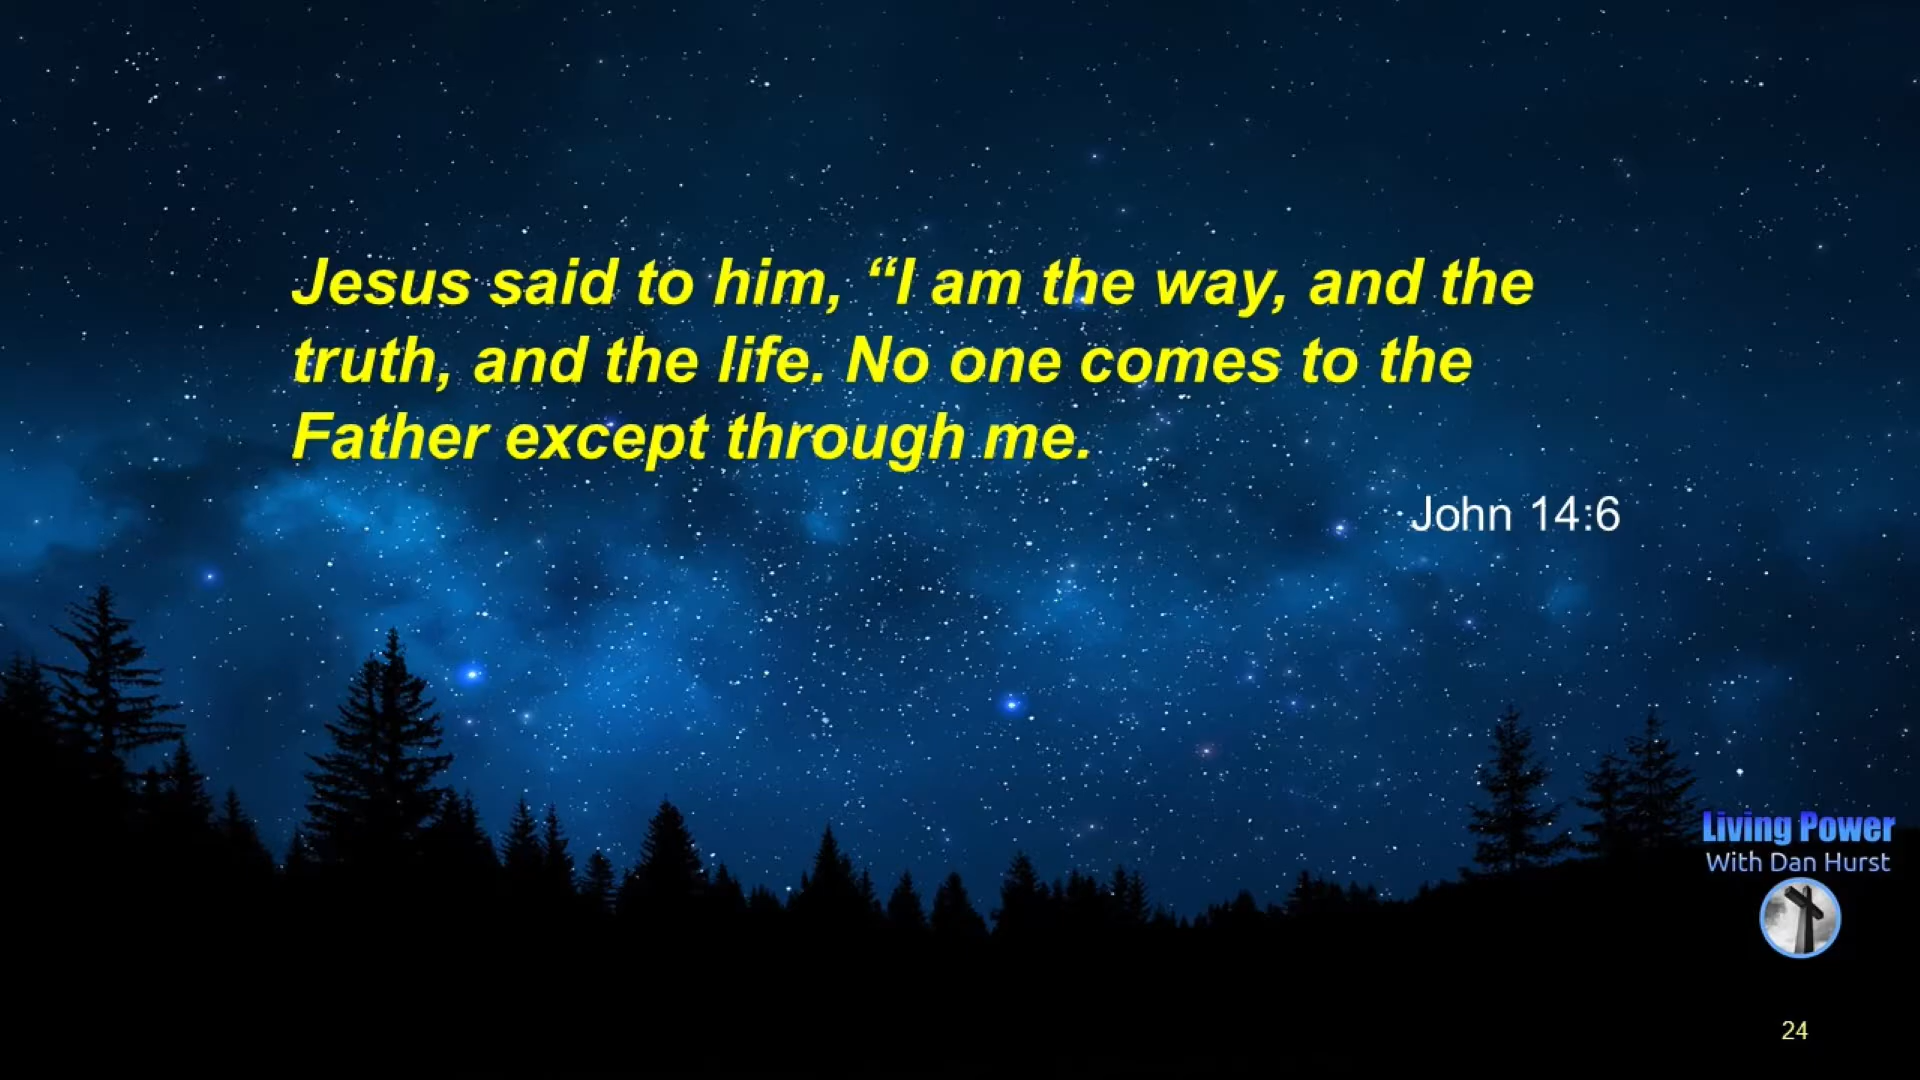 Jesus said to him, “I am the way, and the
truth, and the life. No one comes to the
Father except through me.
John 14:6
Living Power
With Dan Hurst
24